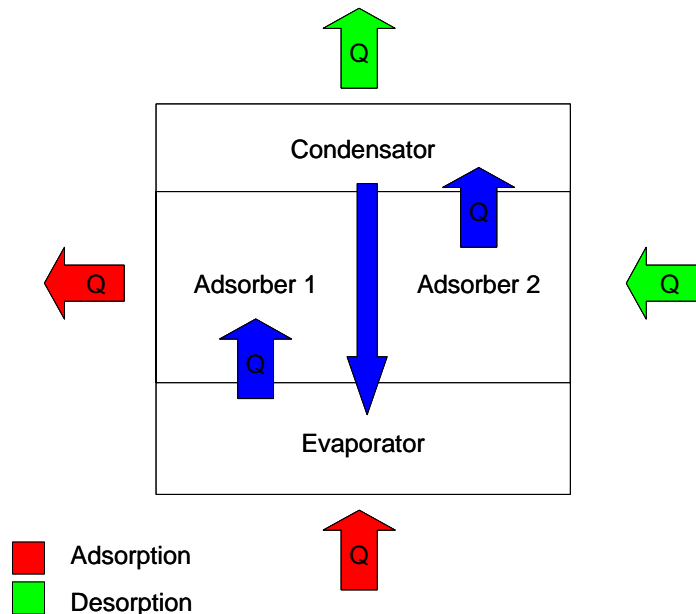 Q
Condensator
Q
Q
Adsorber 1
Adsorber 2
Q
Q
Evaporator
Q
Adsorption
Desorption